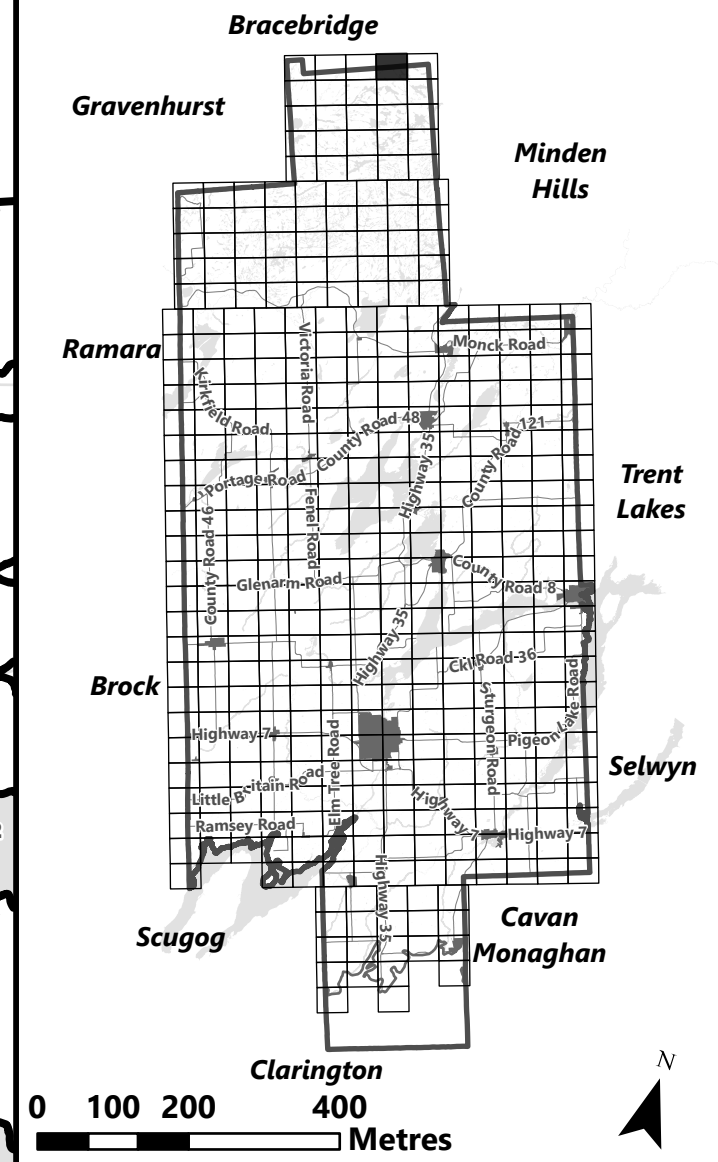 Bracebridge
Gravenhurst
Minden
Hills
Ramara
Monck Road
Victoria Road
Kirkfield Road
County Road 48
121
County Road
Highway 35
Portage Road
Trent
Lakes
Fenel Road
County Road 46
Glenarm Road
County Road 8
Highway 35
Ckl Road 36
Brock
Sturgeon Road
Pigeon Lake Road
Highway 7
Elm Tree Road
Selwyn
Little Britain Road
Ramsey Road
Highway 7
Highway 7
Highway 35
Scugog
Cavan
Monaghan
Clarington
N
0 100 200 400
Metres